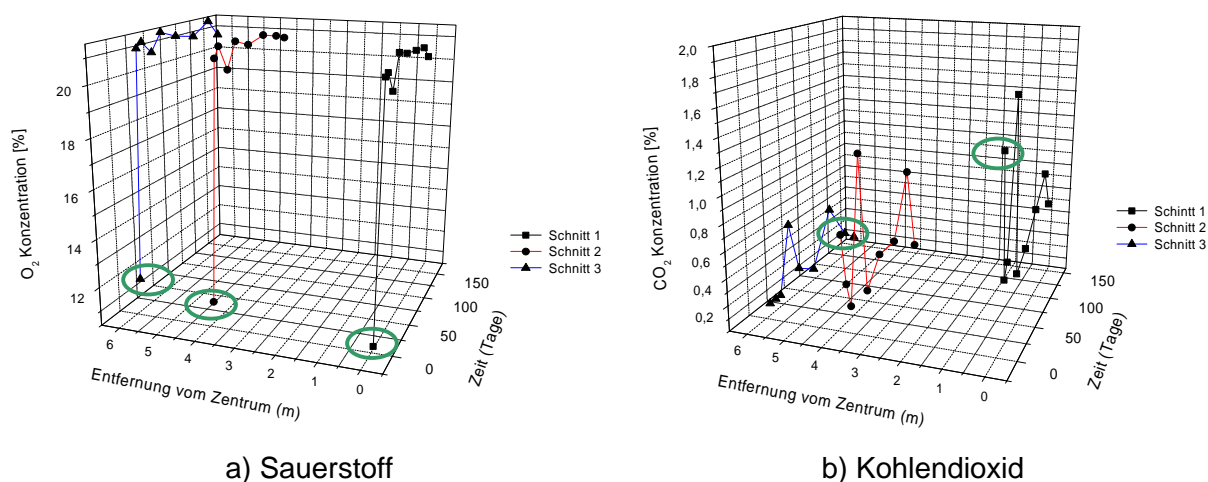 20
18
16
14
12
O2 Konzentration [%]
6
5
4
3
2
1
0
Entfernung vom Zentrum (m)
150
100
50
0
Zeit (Tage)
Schnitt 1
Schnitt 2
Schnitt 3
a) Sauerstoff
2,0
1,8
1,6
1,4
1,2
1,0
0,8
0,6
0,4
0,2
CO2 Konzentration [%]
6
5
4
3
2
1
0
Entfernung vom Zentrum (m)
150
100
50
0
Zeit (Tage)
Schintt 1
Schnitt 2
Schnitt 3
b) Kohlendioxid